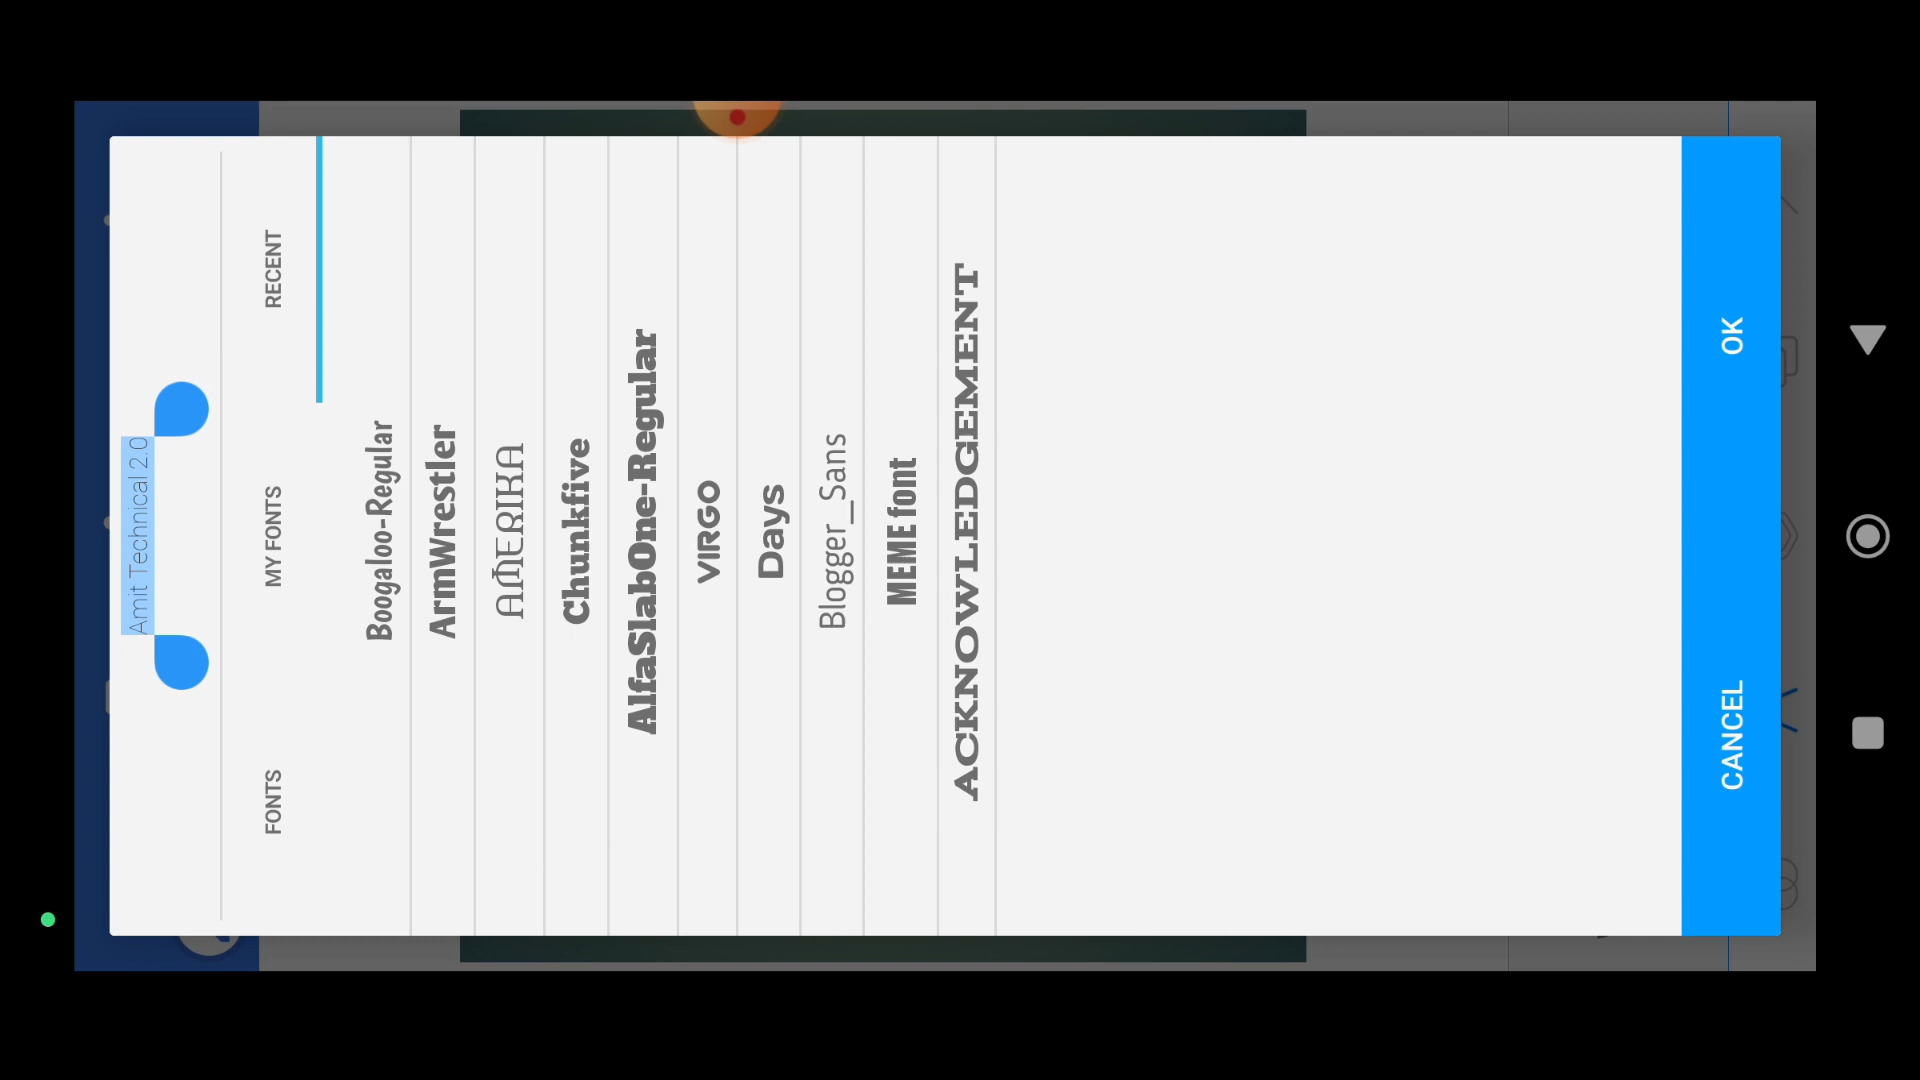 Amit Technical 2.0
FONTS MY FONTS RECENT
Boogaloo-Regular
ArmWrestler
AMERIKA
Chunkfive
AlfaSlabOne-Regular
VIRGO
Days
Blogger_Sans
MEME font
ACKNOWLEDGEMENT
CANCEL OK